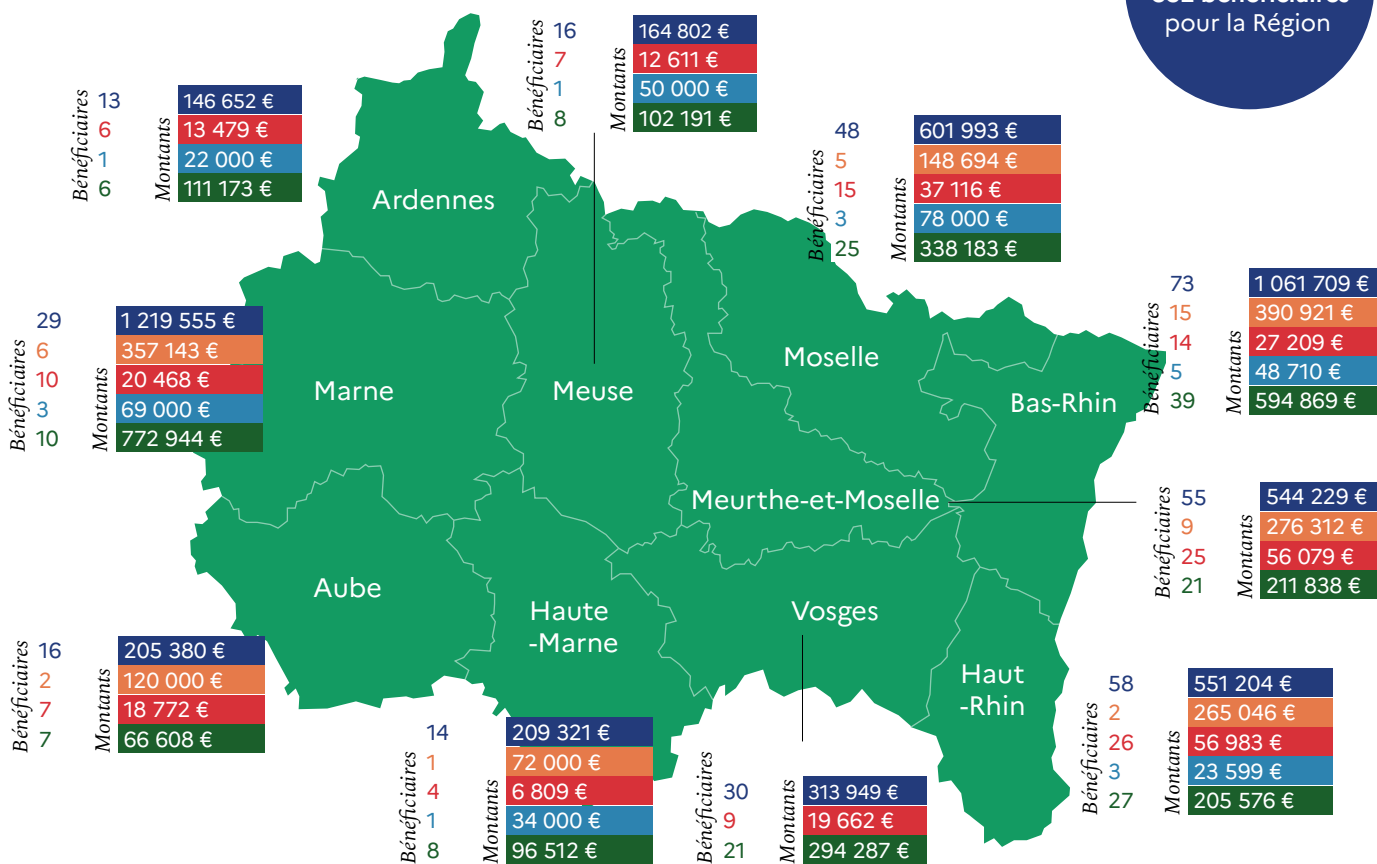 pour la Région
Bénéficiaires
16
7
1
8
Montants
164 802 €
12 611 €
50 000 €
102 191 €
Bénéficiaires
13
6
1
6
Montants
146 652 €
13 479 €
22 000 €
111 173 €
Bénéficiaires
48
5
15
3
25
Montants
601 993 €
148 694 €
37 116 €
78 000 €
338 183 €
Ardennes
Bénéficiaires
73
15
14
5
39
Montants
1 061 709 €
390 921 €
27 209 €
48 710 €
594 869 €
Bénéficiaires
29
6
10
3
10
Montants
1 219 555 €
357 143 €
20 468 €
69 000 €
772 944 €
Marne
Meuse
Moselle
Bas-Rhin
Meurthe-et-Moselle
Bénéficiaires
55
9
25
21
Montants
544 229 €
276 312 €
56 079 €
211 838 €
Aube
Haute
-Marne
Vosges
Haut
-Rhin
Bénéficiaires
16
2
7
7
Montants
205 380 €
120 000 €
18 772 €
66 608 €
Bénéficiaires
58
2
26
3
27
Montants
551 204 €
265 046 €
56 983 €
23 599 €
205 576 €
Bénéficiaires
14
1
4
1
8
Montants
209 321 €
72 000 €
6 809 €
34 000 €
96 512 €
Bénéficiaires
30
9
21
Montants
313 949 €
19 662 €
294 287 €